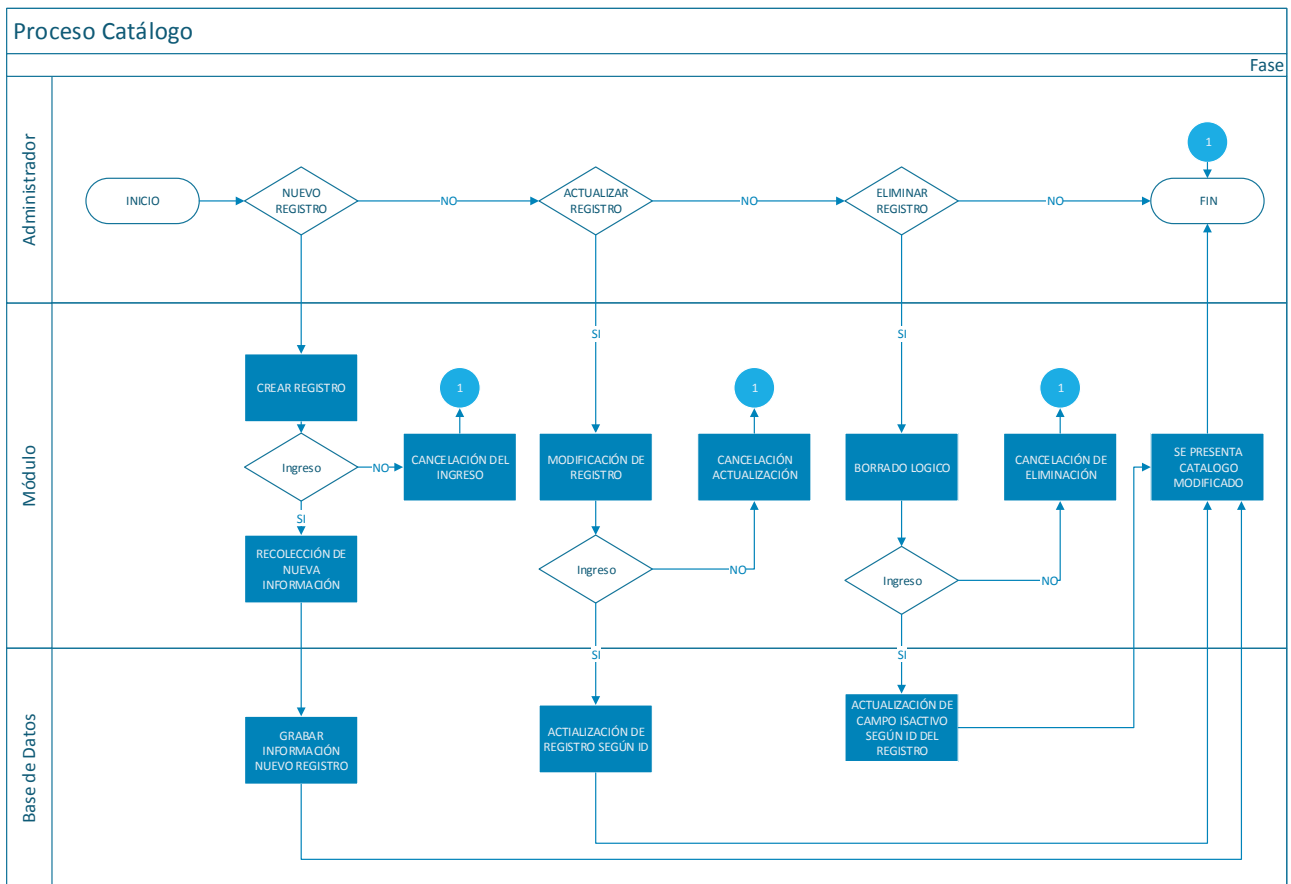 Proceso Catálogo
Fase
Administrador
INICIO
NUEVO
REGISTRO
NO
ACTUALIZAR
REGISTRO
NO
ELIMINAR
REGISTRO
NO
1
FIN
Módulo
SI
SI
CREAR REGISTRO
1
1
1
Ingreso
NO
CANCELACIÓN DEL
INGRESO
MODIFICACIÓN DE
REGISTRO
CANCELACIÓN
ACTUALIZACIÓN
BORRADO LOGICO
CANCELACIÓN DE
ELIMINACIÓN
SE PRESENTA
CATALOGO
MODIFICADO
SI
RECOLECCIÓN DE
NUEVA
INFORMACIÓN
Ingreso
NO
Ingreso
NO
Base de Datos
SI
SI
GRABAR
INFORMACIÓN
NUEVO REGISTRO
ACTIALIZACIÓN DE
REGISTRO SEGÚN ID
ACTUALIZACIÓN DE
CAMPO ISACTIVO
SEGÚN ID DEL
REGISTRO